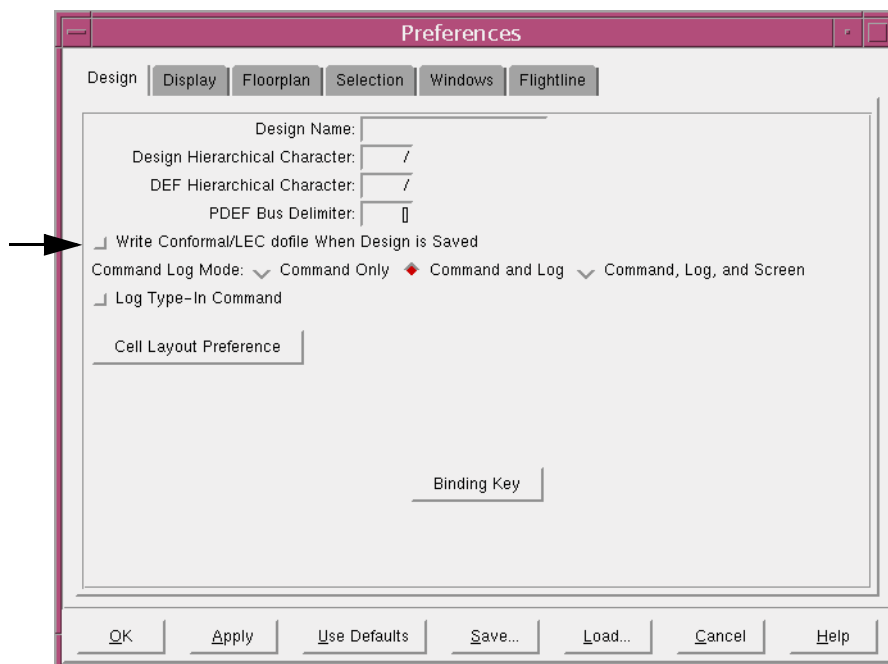 Preferences
Design Display Floorplan Selection Windows Flightline
Design Name:
Design Hierarchical Character: /
DEF Hierarchical Character: /
PDEF Bus Delimiter: []
Write Conformal/LEC dofile When Design is Saved
Command Log Mode: Command Only Command and Log Command, Log, and Screen
Log Type-In Command
Cell Layout Preference
Binding Key
OK Apply Use Defaults Save... Load... Cancel Help